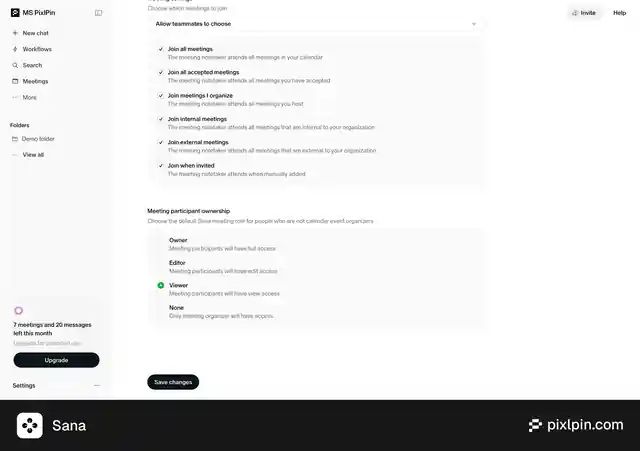 MS PixlPin
New chat
Workflows
Search
Meetings
More
Folders
Demo folder
View all
7 meetings and 20 messages
left this month
Upgrade for unlimited use
Upgrade
Settings
Choose which meetings to join
Allow teammates to choose
Join all meetings
The meeting notetaker attends all meetings in your calendar
Join all accepted meetings
The meeting notetaker attends all meetings you have accepted
Join meetings I organize
The meeting notetaker attends all meetings you host
Join internal meetings
The meeting notetaker attends all meetings that are internal to your organization
Join external meetings
The meeting notetaker attends all meetings that are external to your organization
Join when invited
The meeting notetaker attends when manually added
Meeting participant ownership
Choose the default Sana meeting role for people who are not calendar event organizers
Owner
Meeting participants will have full access
Editor
Meeting participants will have edit access
Viewer
Meeting participants will have view access
None
Only meeting organizer will have access
Save changes
Invite
Help
Sana
pixlpin.com